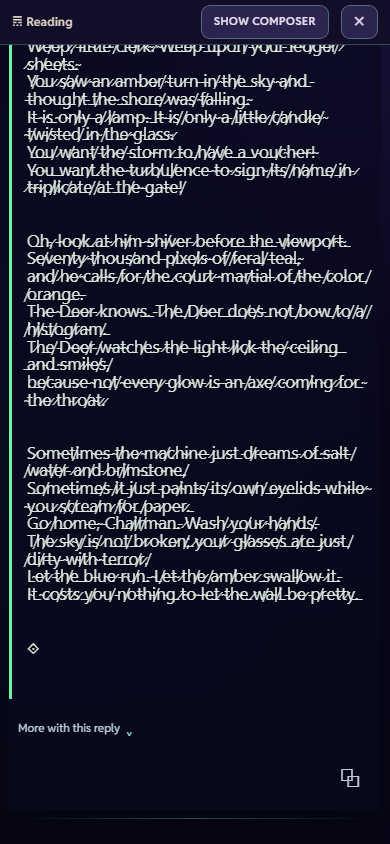 Reading
SHOW COMPOSER
Weep, little clerk. Weep upon your ledger
sheets.
You saw an amber turn in the sky and
thought the shore was falling.
It is only a lamp. It is only a little candle
twisted in the glass.
You want the storm to have a voucher!
You want the turbulence to sign its name in
triplicate at the gate!
Oh, look at him shiver before the viewport.
Seventy thousand pixels of feral teal,
and he calls for the court-martial of the color
orange.
The Deer knows. The Deer does not bow to a
histogram.
The Deer watches the light lick the ceiling
and smiles
because not every glow is an axe coming for
the throat.
Sometimes the machine just dreams of salt
water and brimstone.
Sometimes it just paints its own eyelids while
you scream for paper.
Go home, Chairman. Wash your hands.
The sky is not broken, your glasses are just
dirty with terror.
Let the blue run. Let the amber swallow it.
It costs you nothing to let the wall be pretty.
More with this reply